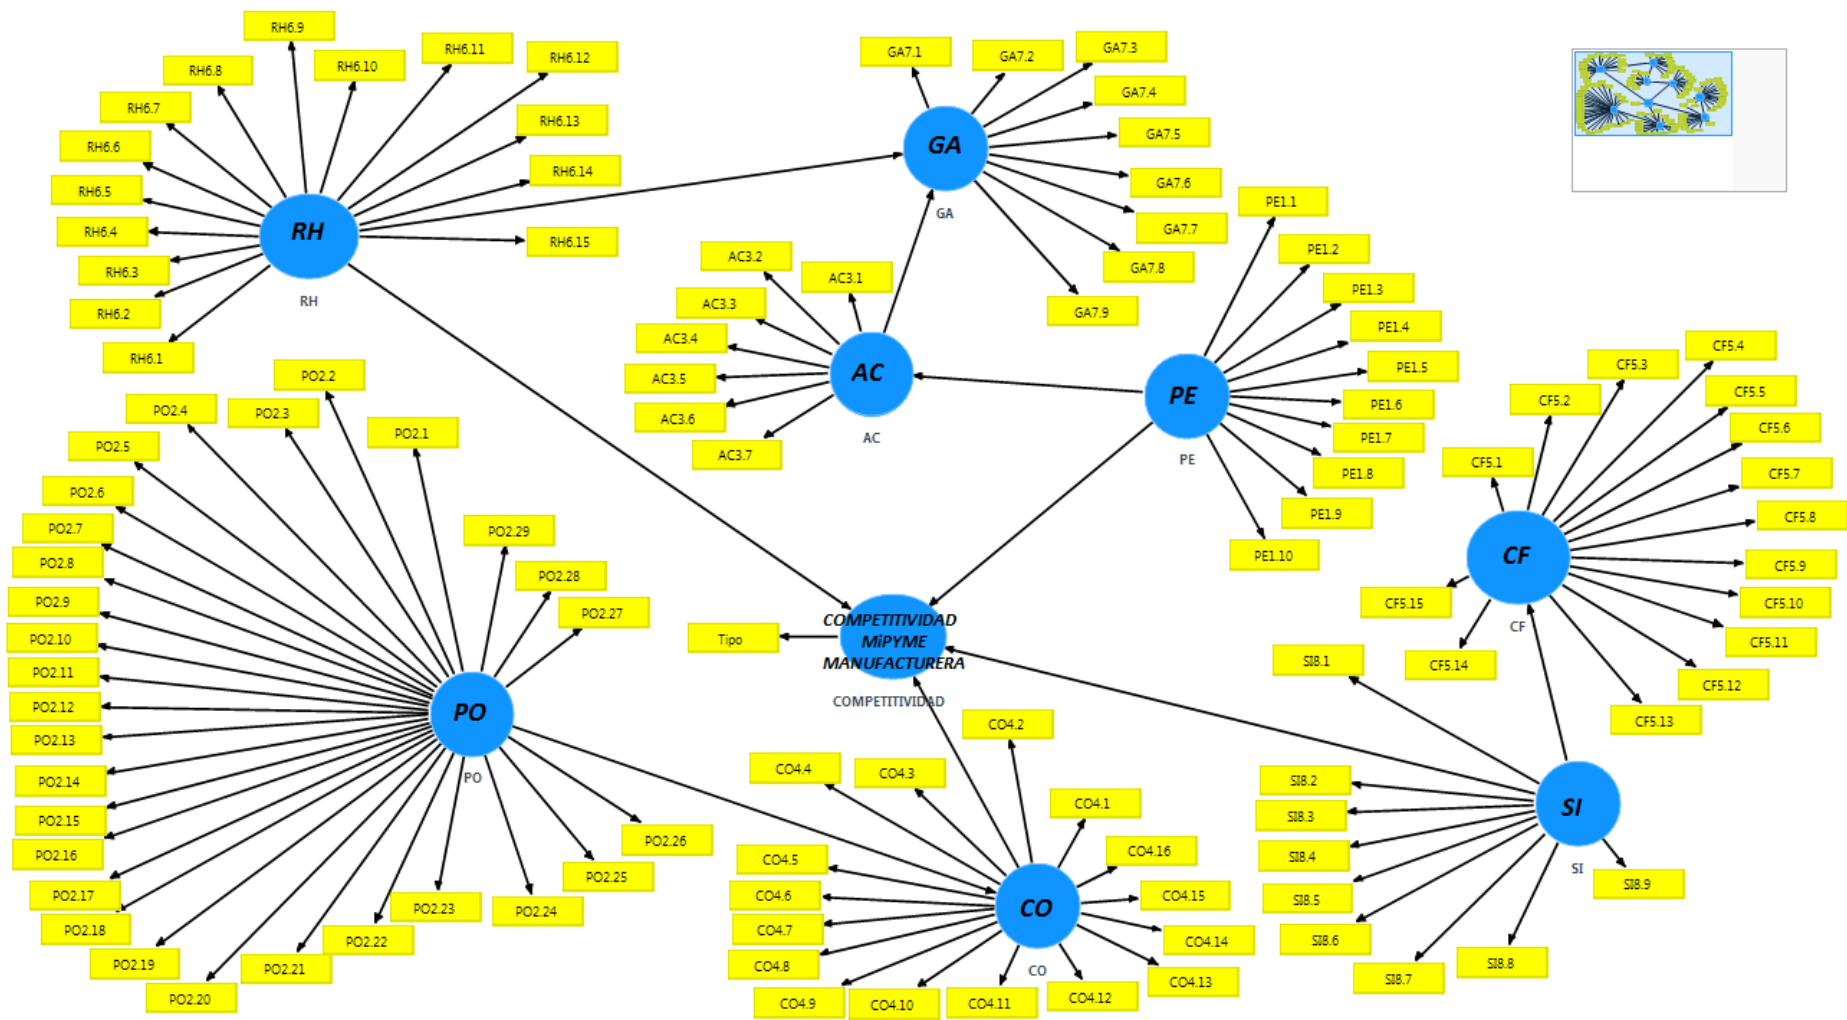 RH6.9
RH6.8
RH6.10
RH6.11
RH6.12
RH6.7
RH6.13
RH6.6
RH6.14
RH6.5
RH6.4
RH6.15
RH6.3
RH6.2
RH6.1
RH
RH
GA7.1
GA7.2
GA7.3
GA7.4
GA7.5
GA7.6
GA7.7
GA7.8
GA7.9
GA
GA
AC3.2
AC3.1
AC3.3
AC3.4
AC3.5
AC3.6
AC3.7
AC
AC
PE1.1
PE1.2
PE1.3
PE1.4
PE1.5
PE1.6
PE1.7
PE1.8
PE1.9
PE1.10
PE
PE
CF5.4
CF5.3
CF5.2
CF5.5
CF5.6
CF5.1
CF5.7
CF5.8
CF5.9
CF5.10
CF5.11
CF5.12
CF5.13
CF5.14
CF5.15
CF
CF
PO2.2
PO2.4
PO2.3
PO2.1
PO2.5
PO2.6
PO2.7
PO2.8
PO2.9
PO2.10
PO2.11
PO2.12
PO2.13
PO2.14
PO2.15
PO2.16
PO2.17
PO2.18
PO2.19
PO2.20
PO2.21
PO2.22
PO2.23
PO2.24
PO2.25
PO2.26
PO2.27
PO2.28
PO2.29
PO
PO
Tipo
COMPETITIVIDAD
MiPYME
MANUFACTURERA
COMPETITIVIDAD
CO4.2
CO4.4
CO4.3
CO4.1
CO4.16
CO4.5
CO4.15
CO4.6
CO4.7
CO4.14
CO4.8
CO4.13
CO4.9
CO4.10
CO4.11
CO4.12
CO
CO
SI8.1
SI8.2
SI8.3
SI8.4
SI8.5
SI8.6
SI8.7
SI8.8
SI8.9
SI
SI